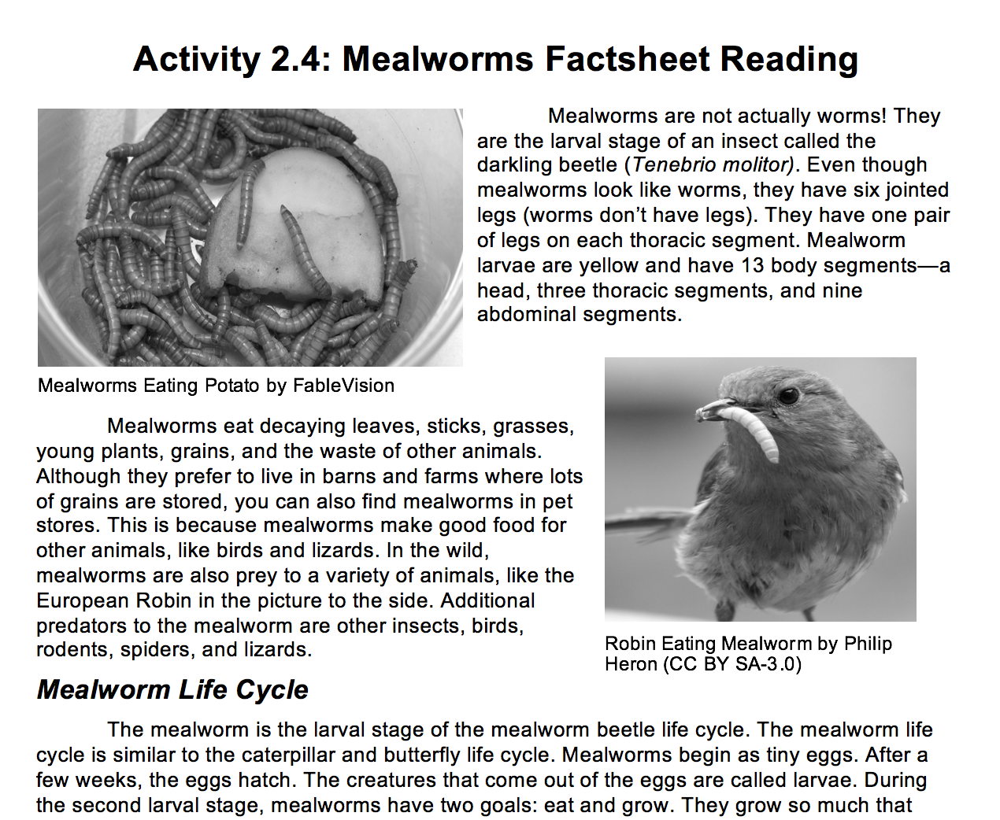 Activity 2.4: Mealworms Factsheet Reading
Mealworms are not actually worms! They
are the larval stage of an insect called the
darkling beetle (Tenebrio molitor). Even though
mealworms look like worms, they have six jointed
legs (worms don’t have legs). They have one pair
of legs on each thoracic segment. Mealworm
larvae are yellow and have 13 body segments—a
head, three thoracic segments, and nine
abdominal segments.
Mealworms Eating Potato by FableVision
Mealworms eat decaying leaves, sticks, grasses,
young plants, grains, and the waste of other animals.
Although they prefer to live in barns and farms where lots
of grains are stored, you can also find mealworms in pet
stores. This is because mealworms make good food for
other animals, like birds and lizards. In the wild,
mealworms are also prey to a variety of animals, like the
European Robin in the picture to the side. Additional
predators to the mealworm are other insects, birds,
rodents, spiders, and lizards.
Robin Eating Mealworm by Philip
Heron (CC BY SA-3.0)
Mealworm Life Cycle
The mealworm is the larval stage of the mealworm beetle life cycle. The mealworm life
cycle is similar to the caterpillar and butterfly life cycle. Mealworms begin as tiny eggs. After a
few weeks, the eggs hatch. The creatures that come out of the eggs are called larvae. During
the second larval stage, mealworms have two goals: eat and grow. They grow so much that